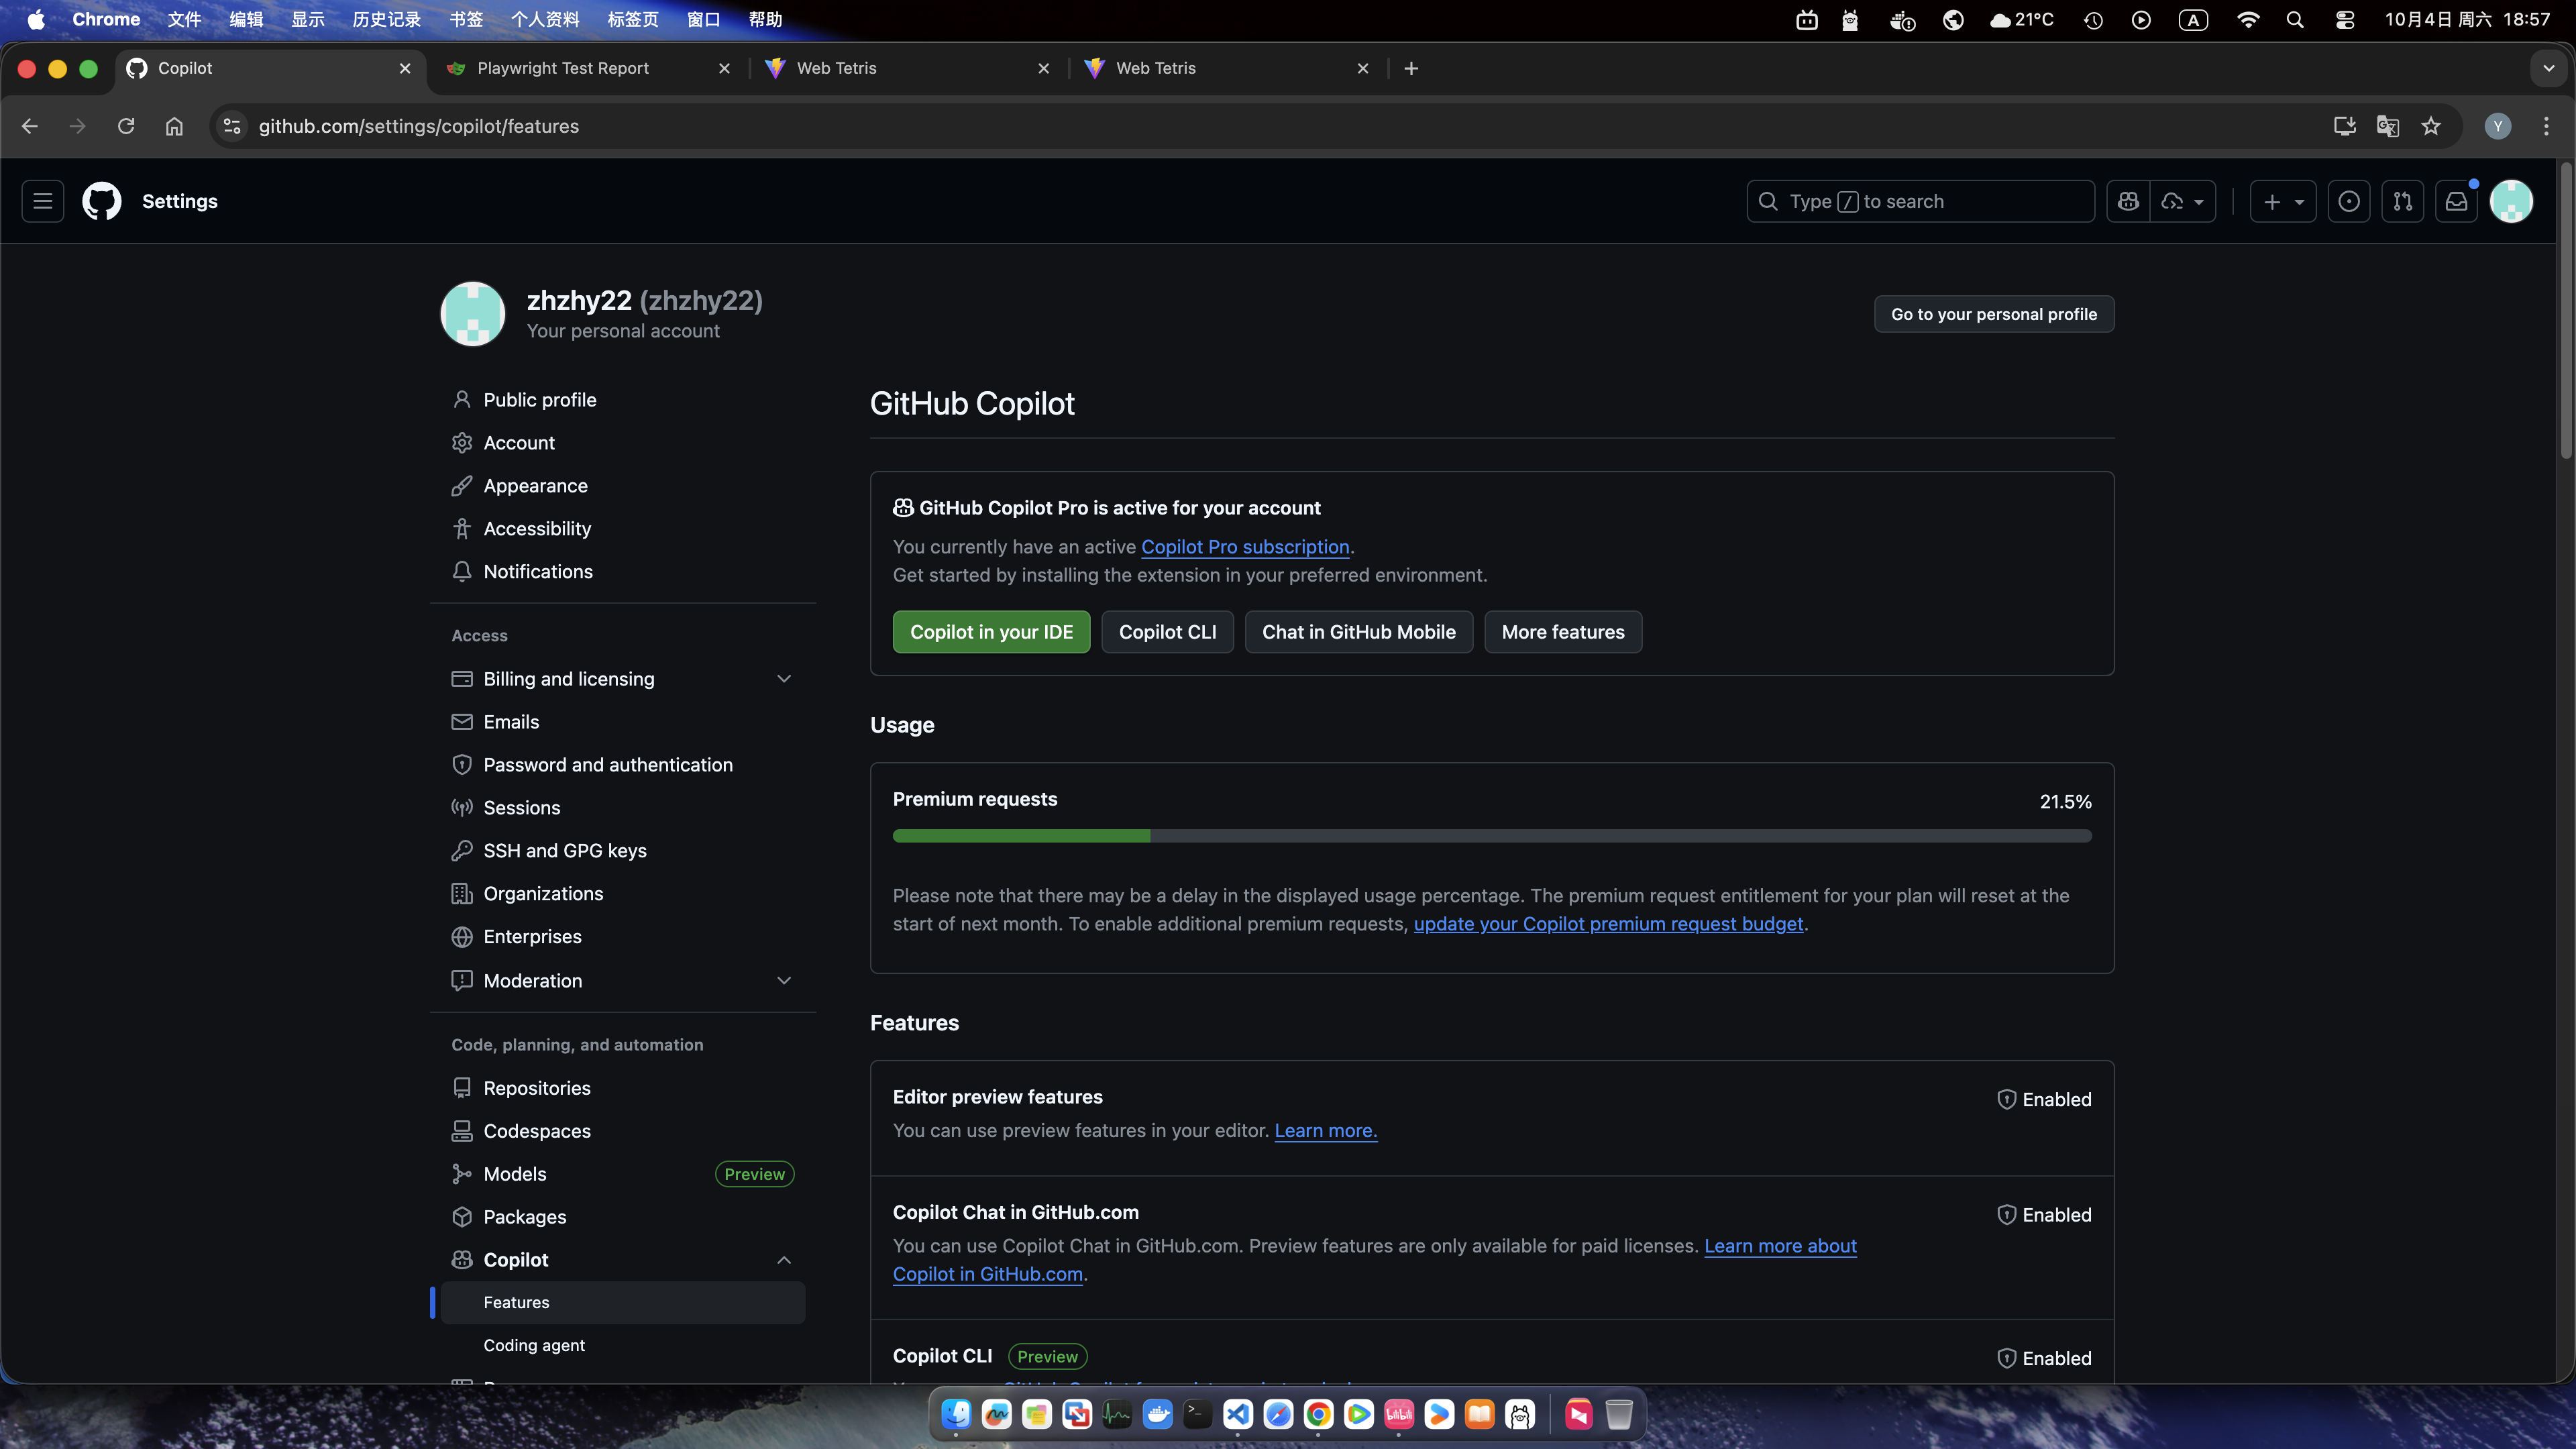 Chrome 文件 编辑 显示 历史记录 书签 个人资料 标签页 窗口 帮助 21°C A 10月4日 周六 18:57
Copilot Playwright Test Report Web Tetris Web Tetris
github.com/settings/copilot/features Y
Settings Type / to search
zhzhy22 (zhzhy22)
Your personal account
Go to your personal profile
Public profile
Account
Appearance
Accessibility
Notifications
Access
Billing and licensing
Emails
Password and authentication
Sessions
SSH and GPG keys
Organizations
Enterprises
Moderation
Code, planning, and automation
Repositories
Codespaces
Models Preview
Packages
Copilot
Features
Coding agent
GitHub Copilot
GitHub Copilot Pro is active for your account
You currently have an active Copilot Pro subscription.
Get started by installing the extension in your preferred environment.
Copilot in your IDE Copilot CLI Chat in GitHub Mobile More features
Usage
Premium requests 21.5%
Please note that there may be a delay in the displayed usage percentage. The premium request entitlement for your plan will reset at the
start of next month. To enable additional premium requests, update your Copilot premium request budget.
Features
Editor preview features Enabled
You can use preview features in your editor. Learn more.
Copilot Chat in GitHub.com Enabled
You can use Copilot Chat in GitHub.com. Preview features are only available for paid licenses. Learn more about
Copilot in GitHub.com.
Copilot CLI Preview Enabled
bilibili